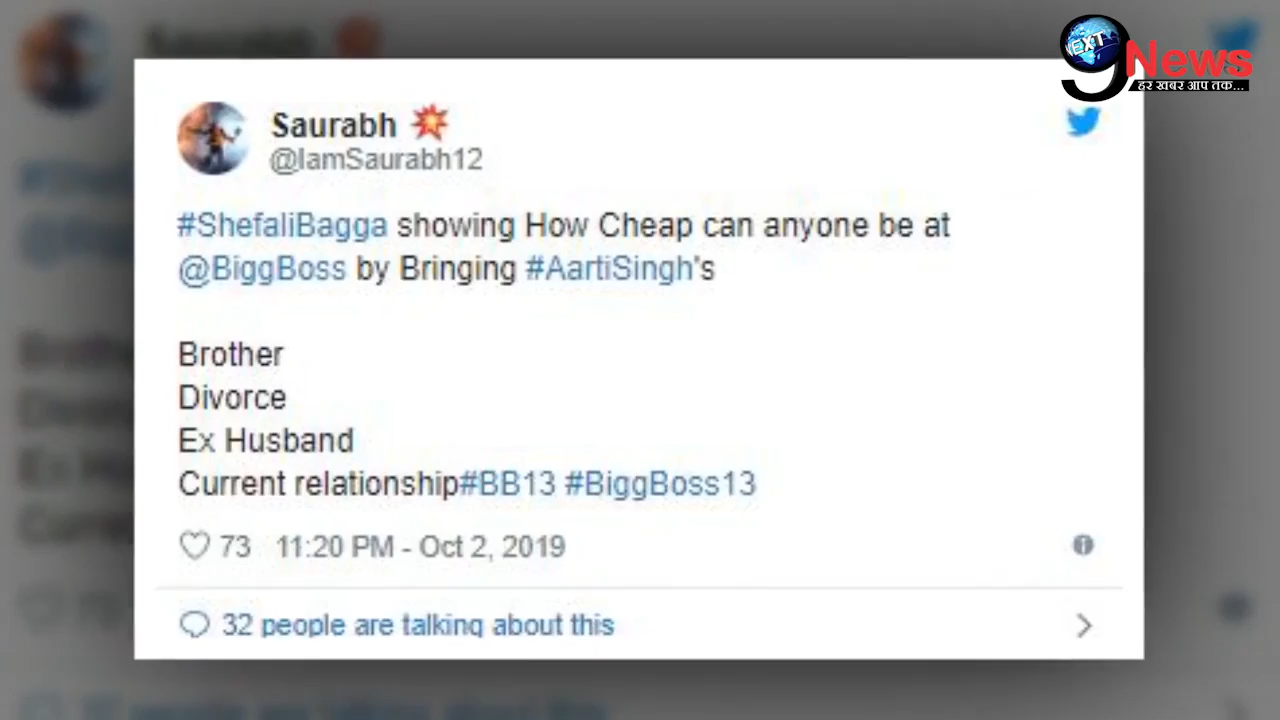 NEXT
9 News
हर खबर आप तक...
Saurabh
@IamSaurabh12
#ShefaliBagga showing How Cheap can anyone be at
@BiggBoss by Bringing #AartiSingh's
Brother
Divorce
Ex Husband
Current relationship#BB13 #BiggBoss13
73 11:20 PM - Oct 2, 2019
32 people are talking about this